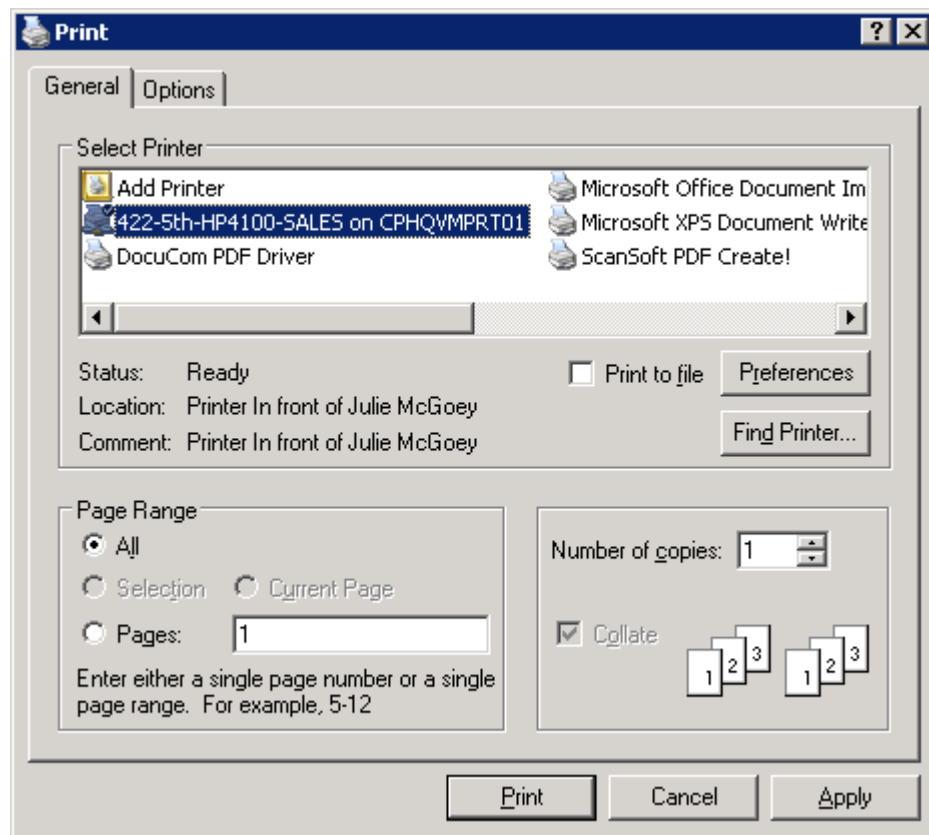 Print
General Options
Select Printer
Add Printer
422-5th-HP4100-SALES on CPHQVMPRT01
DocuCom PDF Driver
Microsoft Office Document Im
Microsoft XPS Document Write
ScanSoft PDF Create!
Status: Ready
Location: Printer In front of Julie McGoey
Comment: Printer In front of Julie McGoey
Print to file
Preferences
Find Printer...
Page Range
All
Selection Current Page
Pages: 1
Enter either a single page number or a single
page range. For example, 5-12
Number of copies: 1
Collate
1 2 3 1 2 3
Print Cancel Apply